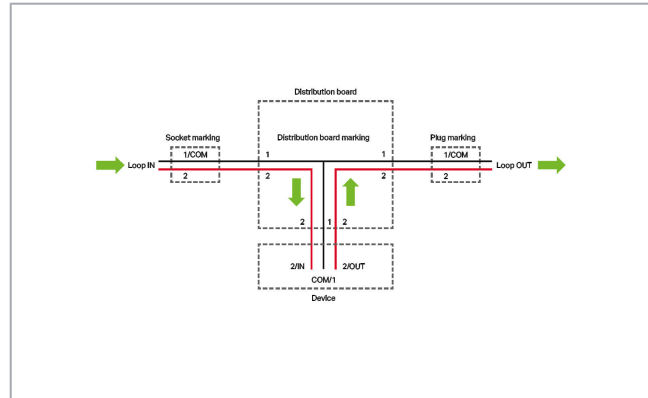 Distribution board
Socket marking
Distribution board marking
Plug marking
1/COM
1
1
1/COM
Loop IN
Loop OUT
2
2
2
2
2
1
2
2/IN
2/OUT
COM/1
Device